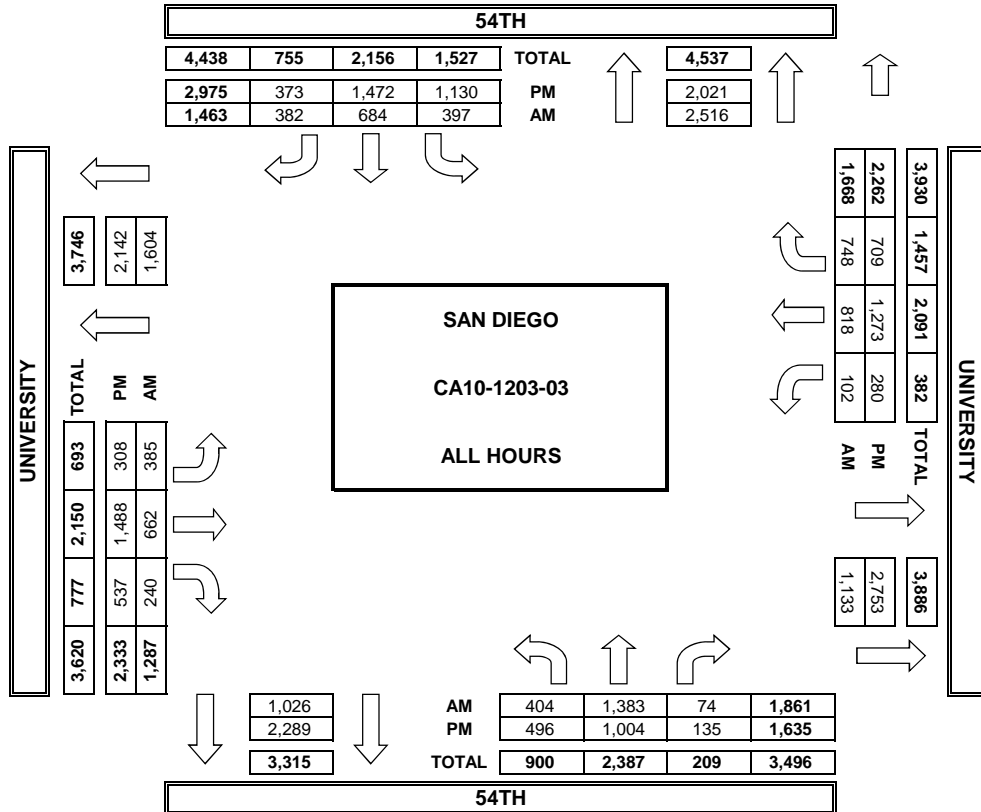 54TH
4,438 755 2,156 1,527 TOTAL 4,537
2,975 373 1,472 1,130 PM 2,021
1,463 382 684 397 AM 2,516
UNIVERSITY
3,746 2,142 1,604
TOTAL PM AM
693 308 385
2,150 1,488 662
777 537 240
3,620 2,333 1,287
SAN DIEGO
CA10-1203-03
ALL HOURS
1,668 2,262 3,930
748 709 1,457
818 1,273 2,091
102 280 382
AM PM TOTAL
1,133 2,753 3,886
UNIVERSITY
1,026 AM 404 1,383 74 1,861
2,289 PM 496 1,004 135 1,635
3,315 TOTAL 900 2,387 209 3,496
54TH